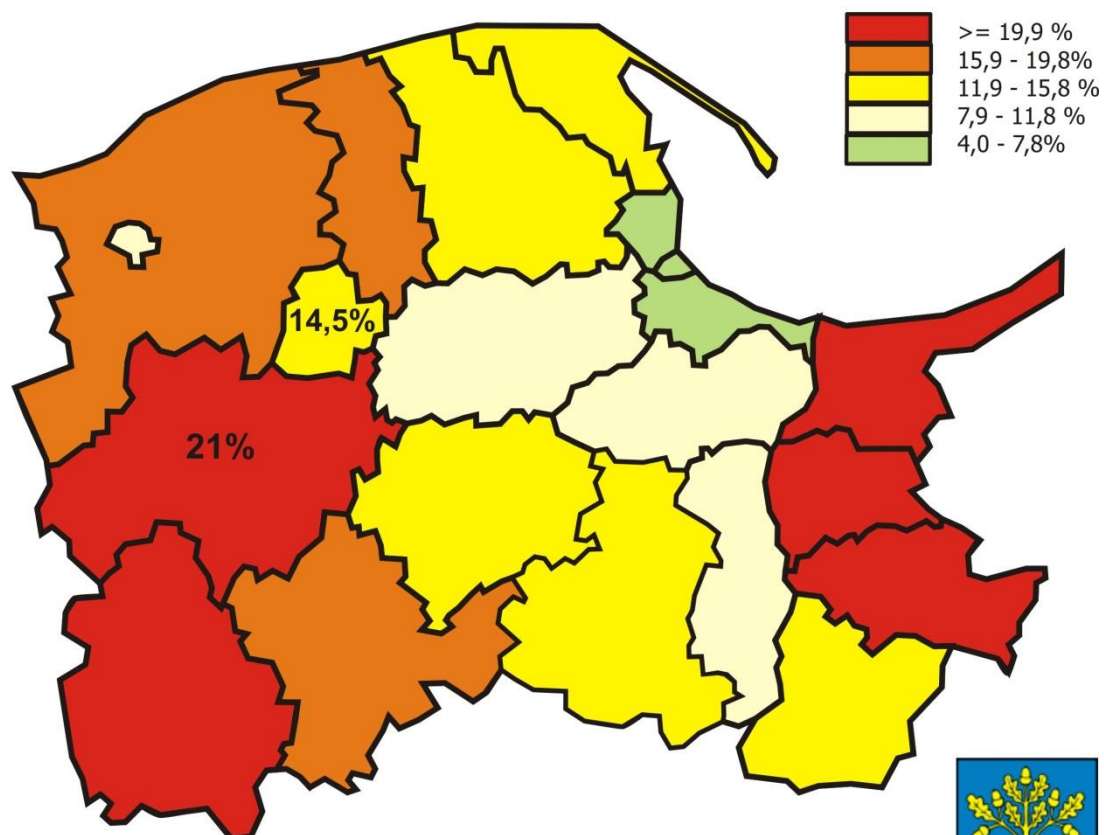 >= 19,9 %
15,9 - 19,8%
11,9 - 15,8 %
7,9 - 11,8 %
4,0 - 7,8%
14,5%
21%